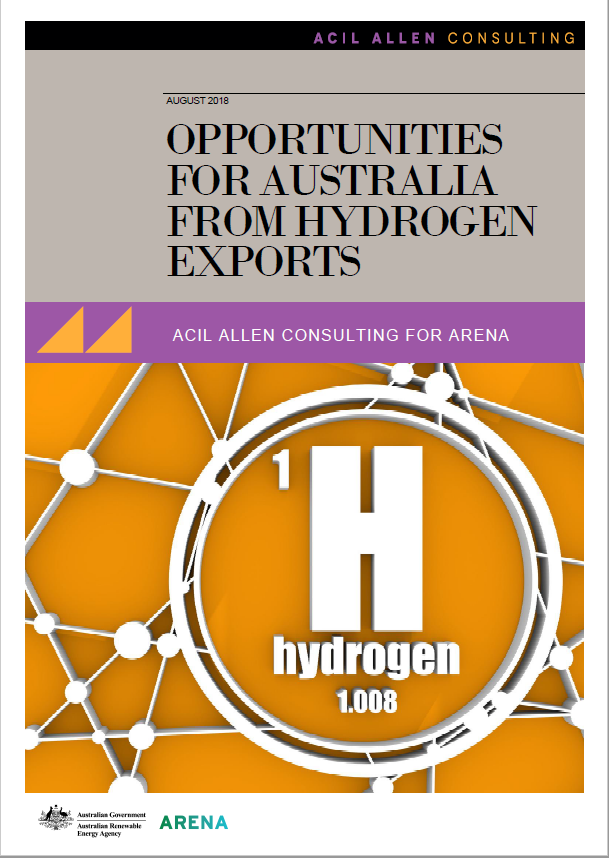 ACIL ALLEN CONSULTING
AUGUST 2018
OPPORTUNITIES
FOR AUSTRALIA
FROM HYDROGEN
EXPORTS
ACIL ALLEN CONSULTING FOR ARENA
1
H
hydrogen
1.008
Australian Government
Australian Renewable
Energy Agency
ARENA